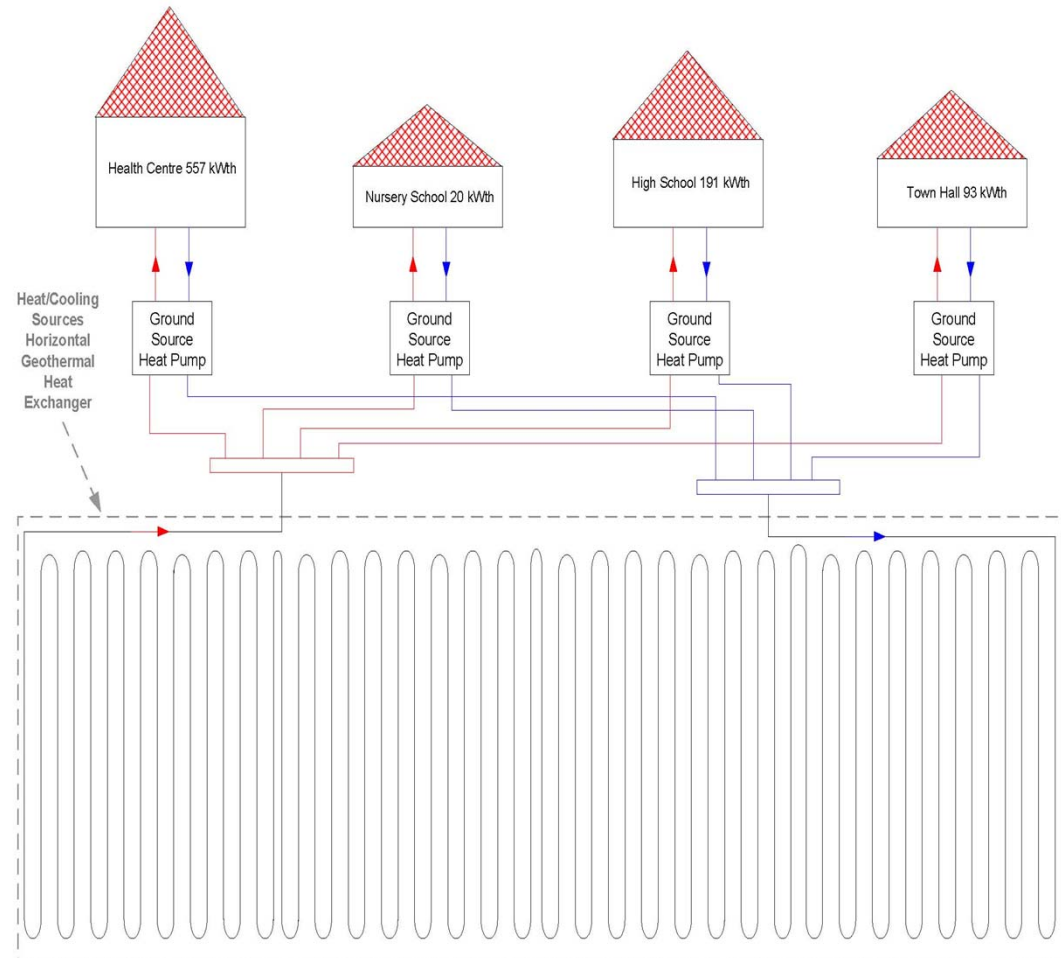 Health Centre 557 kWth
Nursery School 20 kWth
High School 191 kWth
Town Hall 93 kWth
Heat/Cooling
Sources
Horizontal
Geothermal
Heat
Exchanger
Ground
Source
Heat Pump
Ground
Source
Heat Pump
Ground
Source
Heat Pump
Ground
Source
Heat Pump